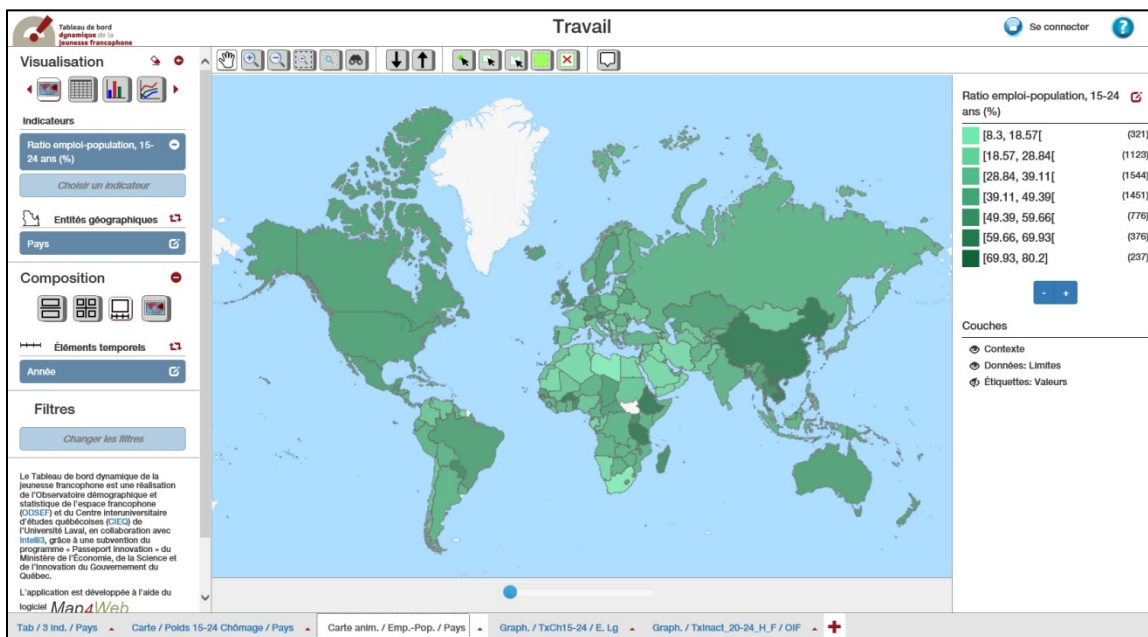 Tableau de bord
dynamique de la
jeunesse francophone
Travail
Se connecter
?
Visualisation
Indicateurs
Ratio emploi-population, 15-
24 ans (%)
Choisir un indicateur
Entités géographiques
Pays
Composition
Éléments temporels
Année
Filtres
Changer les filtres
Le Tableau de bord dynamique de la
jeunesse francophone est une réalisation
de l'Observatoire démographique et
statistique de l'espace francophone
(ODSEF) et du Centre interuniversitaire
d'études québécoises (CIEQ) de
l'Université Laval, en collaboration avec
Intelli3, grâce à une subvention du
programme « Passeport innovation » du
Ministère de l'Économie, de la Science et
de l'Innovation du Gouvernement du
Québec.
L'application est développée à l'aide du
logiciel Map4Web
Ratio emploi-population, 15-24
ans (%)
[8.3, 18.57[ (321)
[18.57, 28.84[ (1123)
[28.84, 39.11[ (1544)
[39.11, 49.39[ (1451)
[49.39, 59.66[ (776)
[59.66, 69.93[ (376)
[69.93, 80.2] (237)
- +
Couches
Contexte
Données: Limites
Étiquettes: Valeurs
Tab / 3 ind. / Pays Carte / Poids 15-24 Chômage / Pays Carte anim. / Emp.-Pop. / Pays Graph. / TxCh15-24 / E. Lg Graph. / TxInact_20-24_H_F / OIF